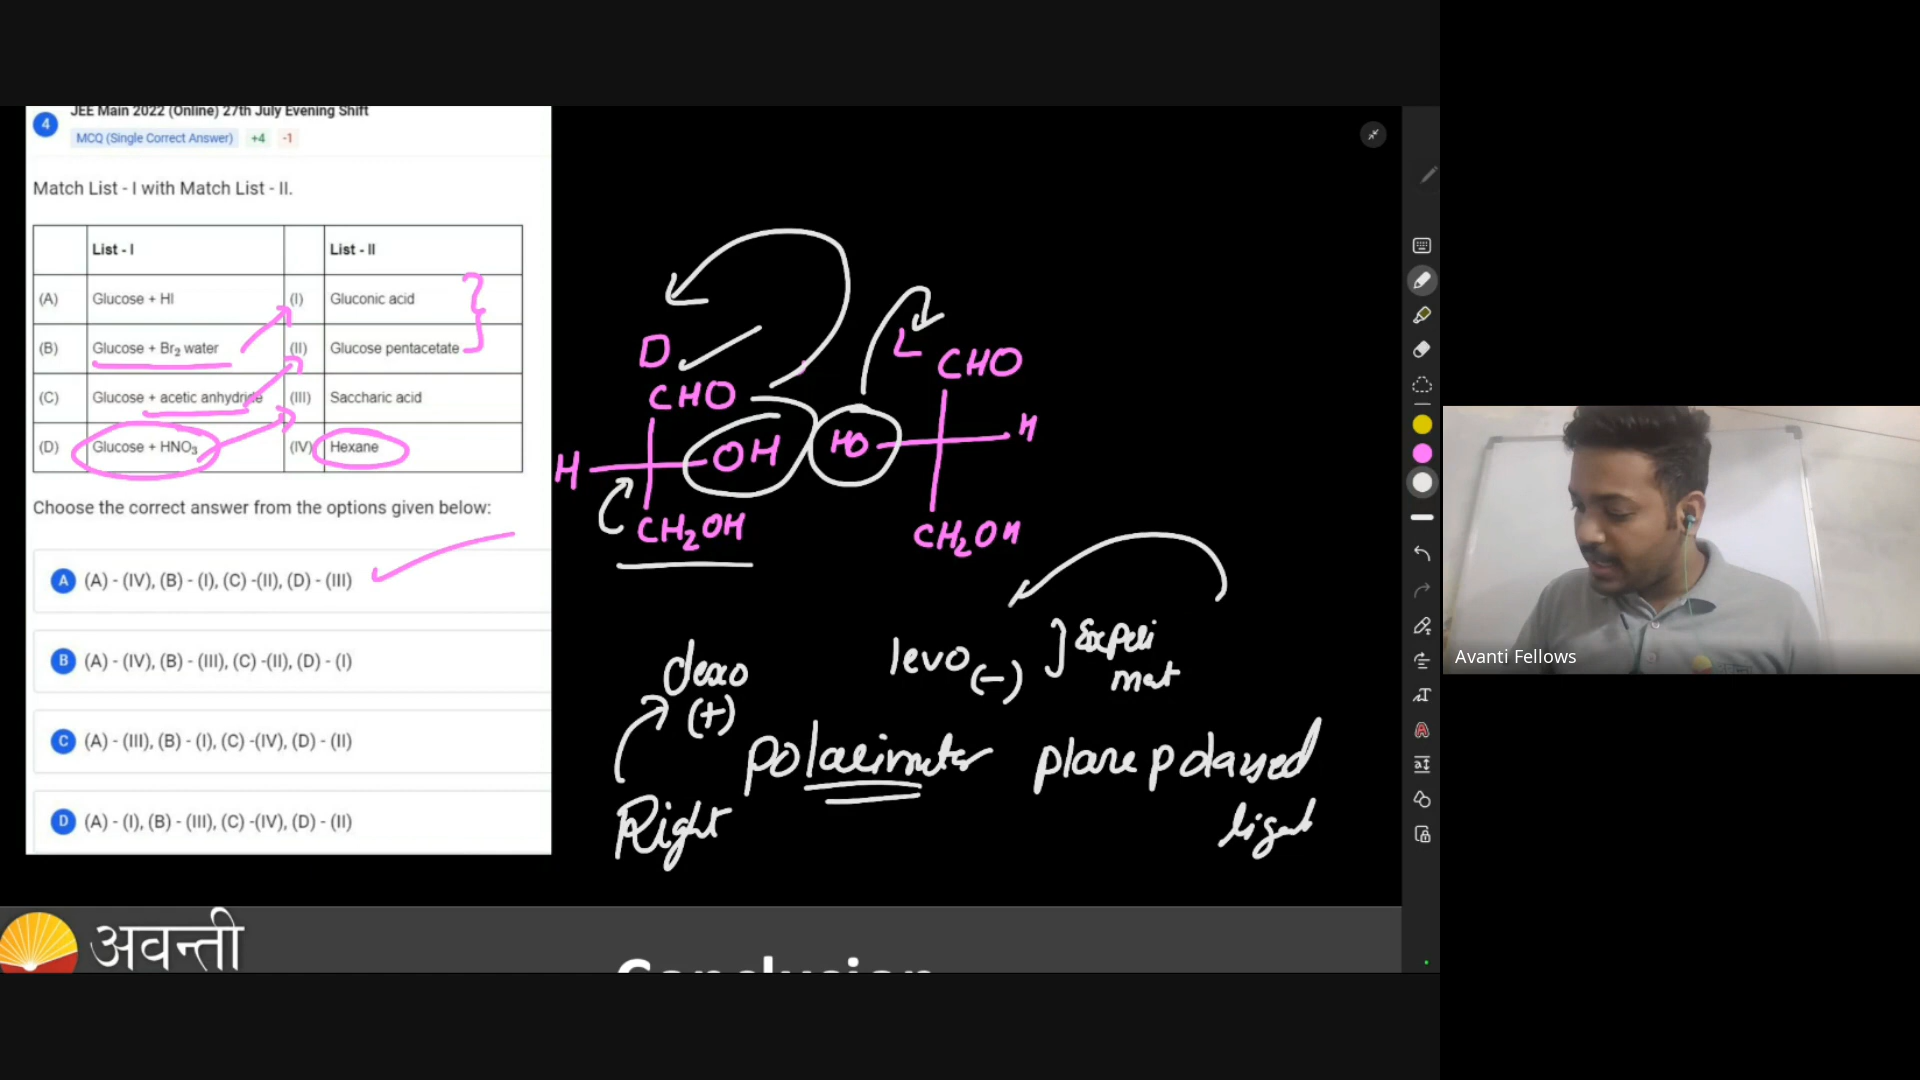 JEE Main 2022 (Online) 27th July Evening Shift
4
MCQ (Single Correct Answer) +4 -1
Match List - I with Match List - II.
List - I List - II
(A) Glucose + HI (I) Gluconic acid
(B) Glucose + Br₂ water (II) Glucose pentacetate
(C) Glucose + acetic anhydride (III) Saccharic acid
(D) Glucose + HNO₃ (IV) Hexane
Choose the correct answer from the options given below:
A (A) - (IV), (B) - (I), (C) -(II), (D) - (III)
B (A) - (IV), (B) - (III), (C) -(II), (D) - (I)
C (A) - (III), (B) - (I), (C) -(IV), (D) - (II)
D (A) - (I), (B) - (III), (C) -(IV), (D) - (II)
D L
CHO CHO
H OH HO H
CH₂OH CH₂OH
dexo levo (-) } Experi
(+) mat
polarimeter plane polarised
Right light
Avanti Fellows
अवन्ती
Conclusion